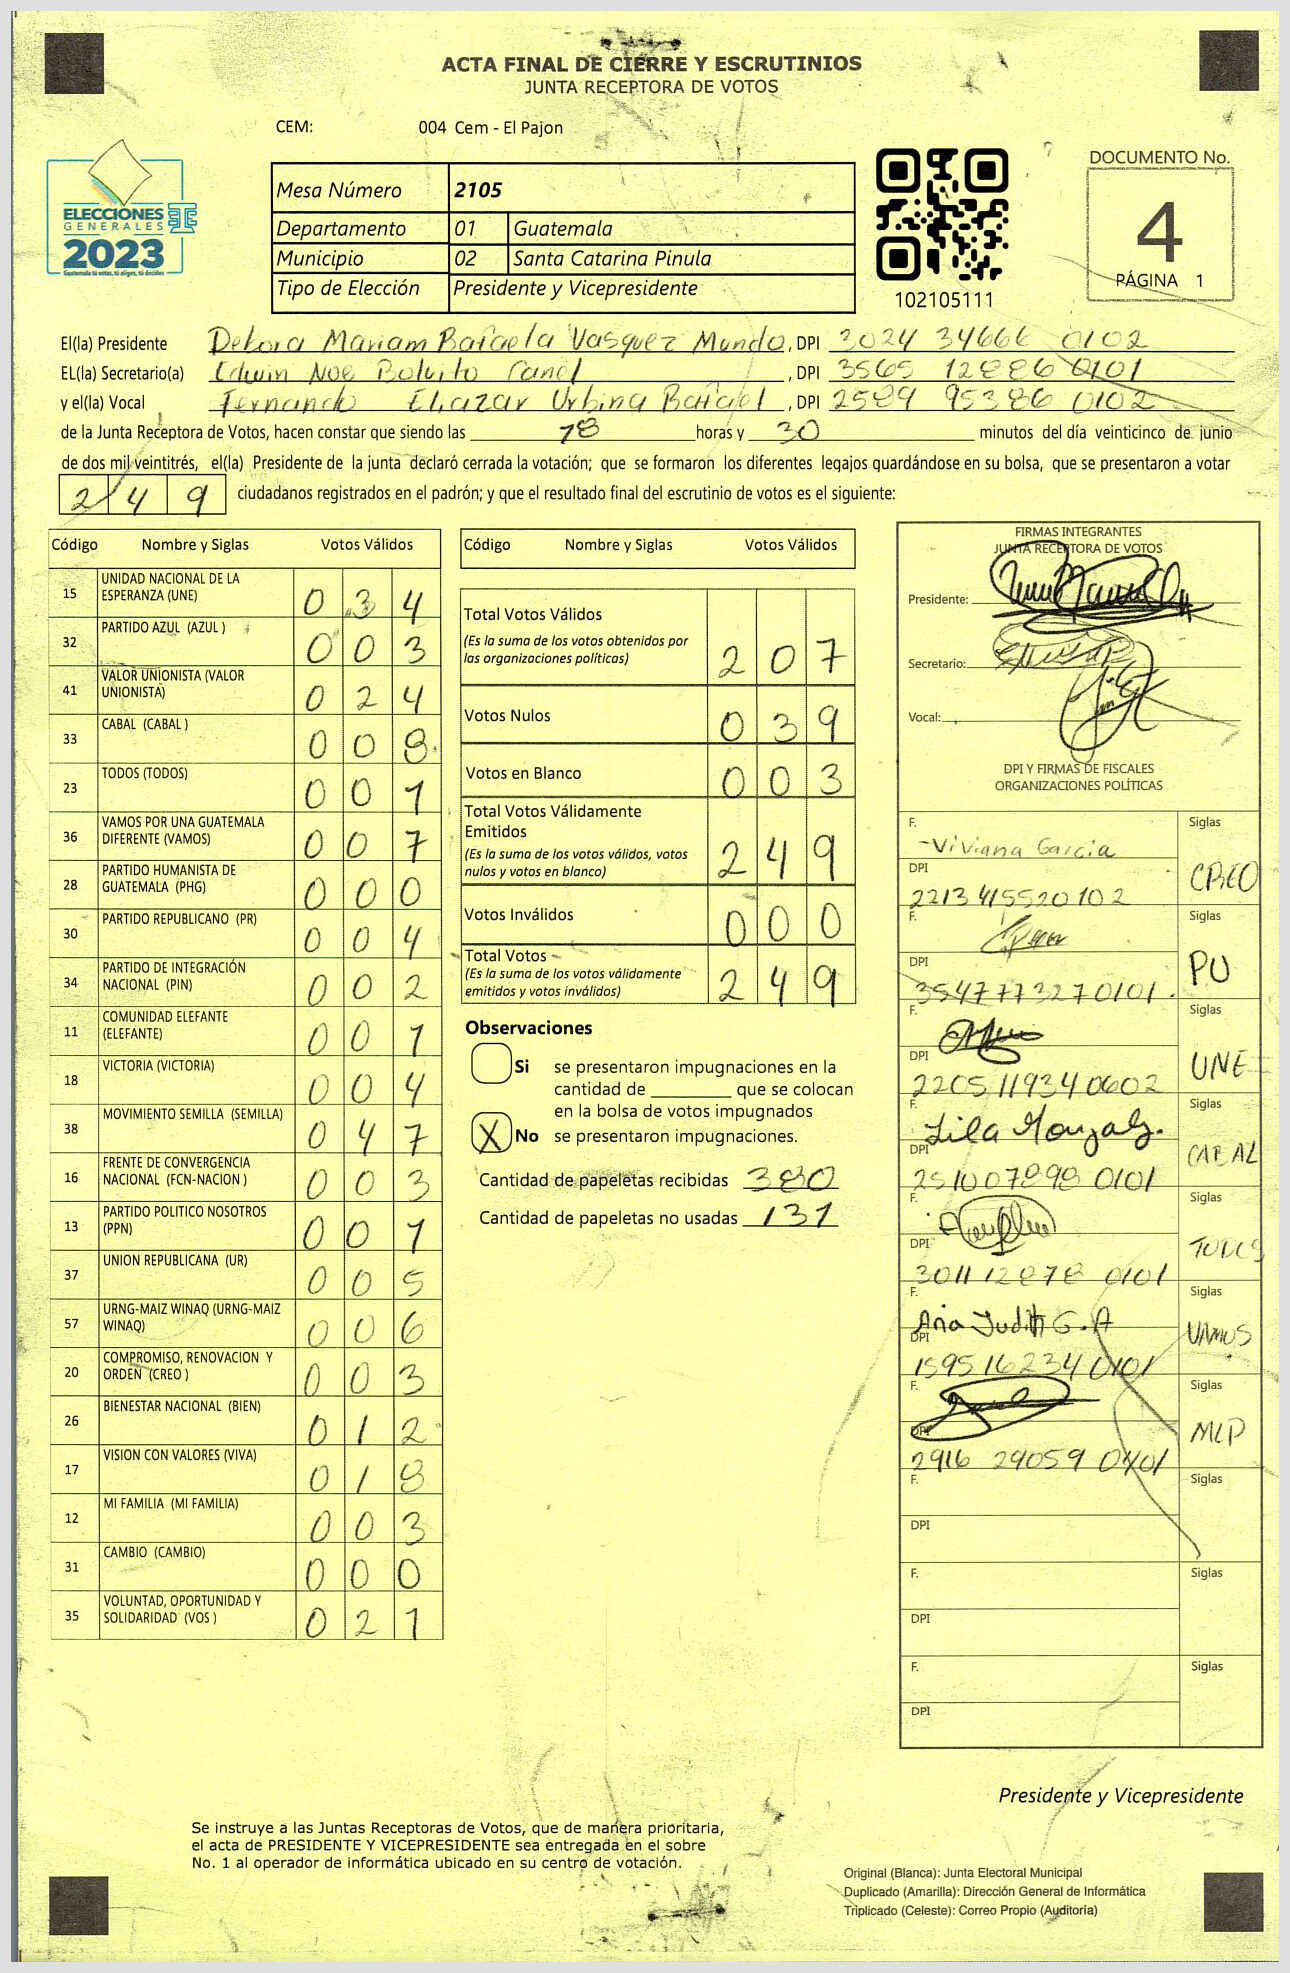 ACTA FINAL DE CIERRE Y ESCRUTINIOS
JUNTA RECEPTORA DE VOTOS
CEM: 004 Cem - El Pajon
ELECCIONES
GENERALES
2023
Guatemala tú votas, tú eliges, tú decides
Mesa Número 2105
Departamento 01 Guatemala
Municipio 02 Santa Catarina Pinula
Tipo de Elección Presidente y Vicepresidente
102105111
DOCUMENTO No.
4
PÁGINA 1
El(la) Presidente Debora Mariam Rafaela Vasquez Mundo, DPI 3024 34666 0102
EL(la) Secretario(a) Edwin Noe Boluito Canel, DPI 3565 12886 0101
y el(la) Vocal Fernando Eliazar Urbina Rafael, DPI 2589 95386 0102
de la Junta Receptora de Votos, hacen constar que siendo las 18 horas y 30 minutos del día veinticinco de junio
de dos mil veintitrés, el(la) Presidente de la junta declaró cerrada la votación; que se formaron los diferentes legajos guardándose en su bolsa, que se presentaron a votar
2 4 9 ciudadanos registrados en el padrón; y que el resultado final del escrutinio de votos es el siguiente:
Código Nombre y Siglas Votos Válidos
15 UNIDAD NACIONAL DE LA ESPERANZA (UNE) 0 3 4
32 PARTIDO AZUL (AZUL ) 0 0 3
41 VALOR UNIONISTA (VALOR UNIONISTA) 0 2 4
33 CABAL (CABAL ) 0 0 8
23 TODOS (TODOS) 0 0 1
36 VAMOS POR UNA GUATEMALA DIFERENTE (VAMOS) 0 0 7
28 PARTIDO HUMANISTA DE GUATEMALA (PHG) 0 0 0
30 PARTIDO REPUBLICANO (PR) 0 0 4
34 PARTIDO DE INTEGRACIÓN NACIONAL (PIN) 0 0 2
11 COMUNIDAD ELEFANTE (ELEFANTE) 0 0 1
18 VICTORIA (VICTORIA) 0 0 4
38 MOVIMIENTO SEMILLA (SEMILLA) 0 4 7
16 FRENTE DE CONVERGENCIA NACIONAL (FCN-NACION ) 0 0 3
13 PARTIDO POLITICO NOSOTROS (PPN) 0 0 1
37 UNION REPUBLICANA (UR) 0 0 5
57 URNG-MAIZ WINAQ (URNG-MAIZ WINAQ) 0 0 6
20 COMPROMISO, RENOVACION Y ORDEN (CREO ) 0 0 3
26 BIENESTAR NACIONAL (BIEN) 0 1 2
17 VISION CON VALORES (VIVA) 0 1 8
12 MI FAMILIA (MI FAMILIA) 0 0 3
31 CAMBIO (CAMBIO) 0 0 0
35 VOLUNTAD, OPORTUNIDAD Y SOLIDARIDAD (VOS ) 0 2 1
Código Nombre y Siglas Votos Válidos
Total Votos Válidos
(Es la suma de los votos obtenidos por
las organizaciones políticas) 2 0 7
Votos Nulos 0 3 9
Votos en Blanco 0 0 3
Total Votos Válidamente
Emitidos
(Es la suma de los votos válidos, votos
nulos y votos en blanco) 2 4 9
Votos Inválidos 0 0 0
Total Votos
(Es la suma de los votos válidamente
emitidos y votos inválidos) 2 4 9
Observaciones
Si se presentaron impugnaciones en la
cantidad de ________ que se colocan
en la bolsa de votos impugnados
X No se presentaron impugnaciones.
Cantidad de papeletas recibidas 380
Cantidad de papeletas no usadas 131
FIRMAS INTEGRANTES
JUNTA RECEPTORA DE VOTOS
Presidente:
Secretario:
Vocal:
DPI Y FIRMAS DE FISCALES
ORGANIZACIONES POLÍTICAS
F. Viviana Garcia Siglas CREO
DPI 2213 41552 0102
F. Siglas PU
DPI 3547773270101.
F. Siglas UNE
DPI 2205 11934 0602
F. Lila Gonzalz. Siglas CABAL
DPI 251007898 0101
F. Siglas TODOS
DPI 3011 12878 0101
F. Ana Judith G. A Siglas VAMOS
DPI 1595 16234 0101
F. Siglas MLP
DPI 2916 29059 0401
F. Siglas
DPI
F. Siglas
DPI
F. Siglas
DPI
Presidente y Vicepresidente
Se instruye a las Juntas Receptoras de Votos, que de manera prioritaria,
el acta de PRESIDENTE Y VICEPRESIDENTE sea entregada en el sobre
No. 1 al operador de informática ubicado en su centro de votación.
Original (Blanca): Junta Electoral Municipal
Duplicado (Amarilla): Dirección General de Informática
Triplicado (Celeste): Correo Propio (Auditoría)